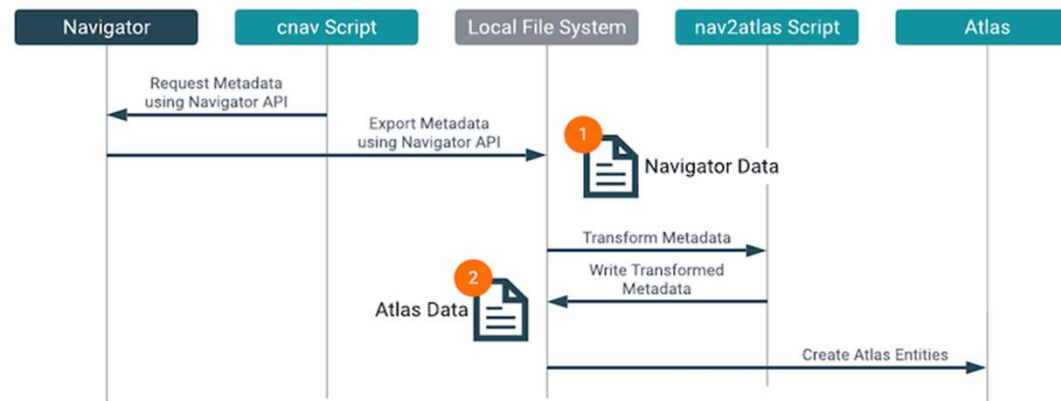 Navigator
cnav Script
Local File System
nav2atlas Script
Atlas
Request Metadata
using Navigator API
Export Metadata
using Navigator API
1
Navigator Data
Transform Metadata
Write Transformed
Metadata
2
Atlas Data
Create Atlas Entities